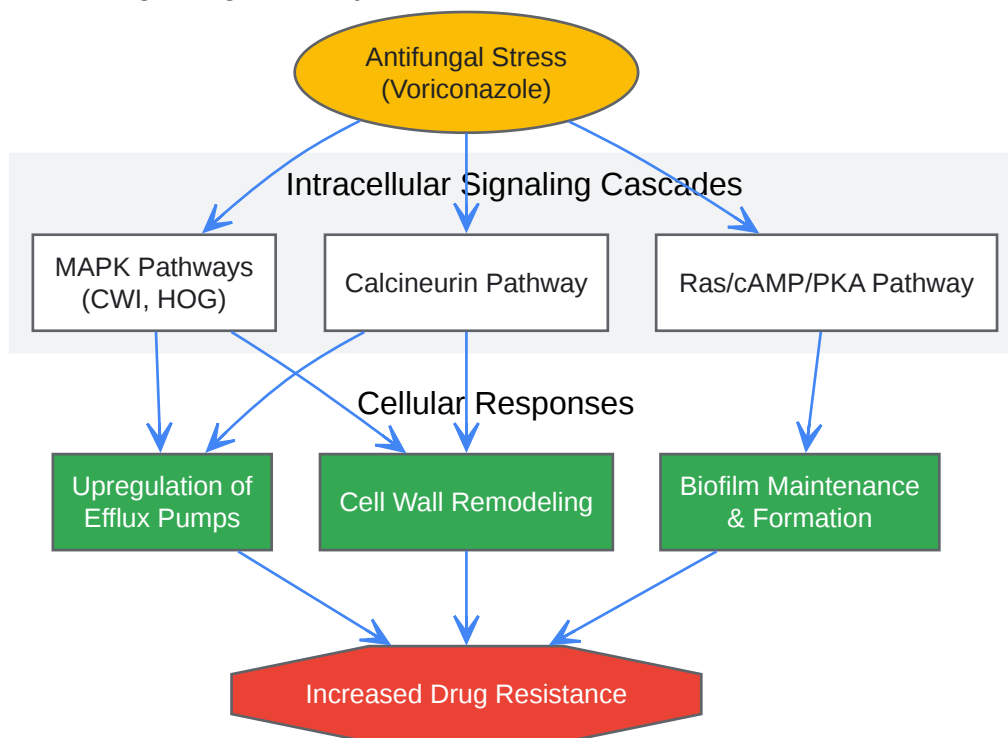 Antifungal Stress
(Voriconazole)
Intracellular Signaling Cascades
MAPK Pathways
(CWI, HOG)
Calcineurin Pathway
Ras/cAMP/PKA Pathway
Cellular Responses
Upregulation of
Efflux Pumps
Cell Wall Remodeling
Biofilm Maintenance
& Formation
Increased Drug Resistance